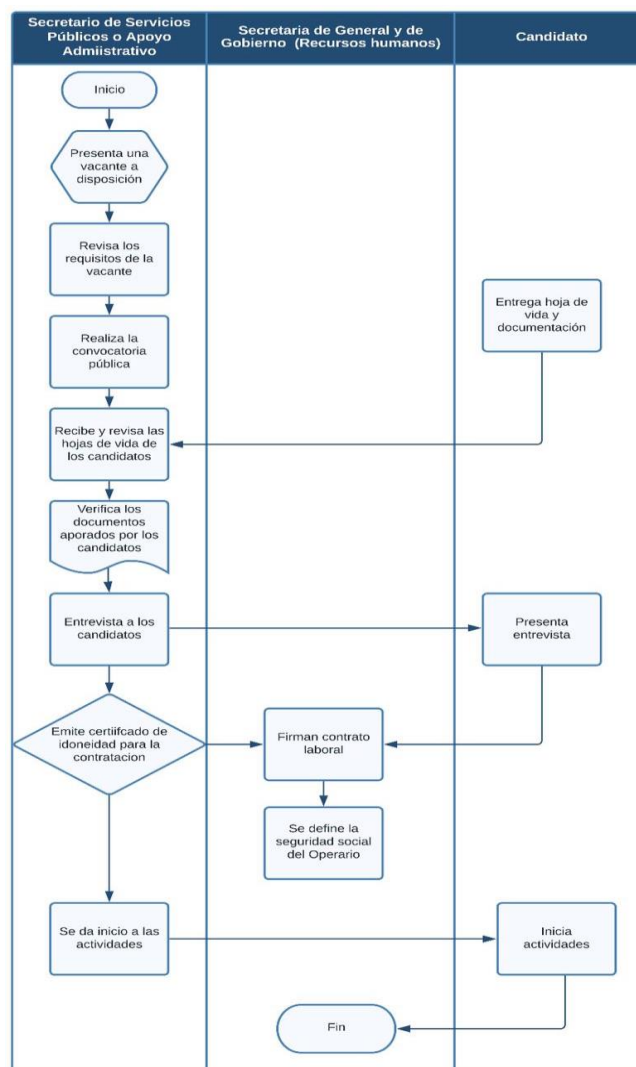 Secretario de Servicios
Públicos o Apoyo
Admiistrativo
Secretaria de General y de
Gobierno (Recursos humanos)
Candidato
Inicio
Presenta una
vacante a
disposición
Revisa los
requisitos de la
vacante
Entrega hoja de
vida y
documentación
Realiza la
convocatoria
pública
Recibe y revisa las
hojas de vida de
los candidatos
Verifica los
documentos
aporados por los
candidatos
Entrevista a los
candidatos
Presenta
entrevista
Emite certiifcado de
idoneidad para la
contratacion
Firman contrato
laboral
Se define la
seguridad social
del Operario
Se da inicio a las
actividades
Inicia
actividades
Fin